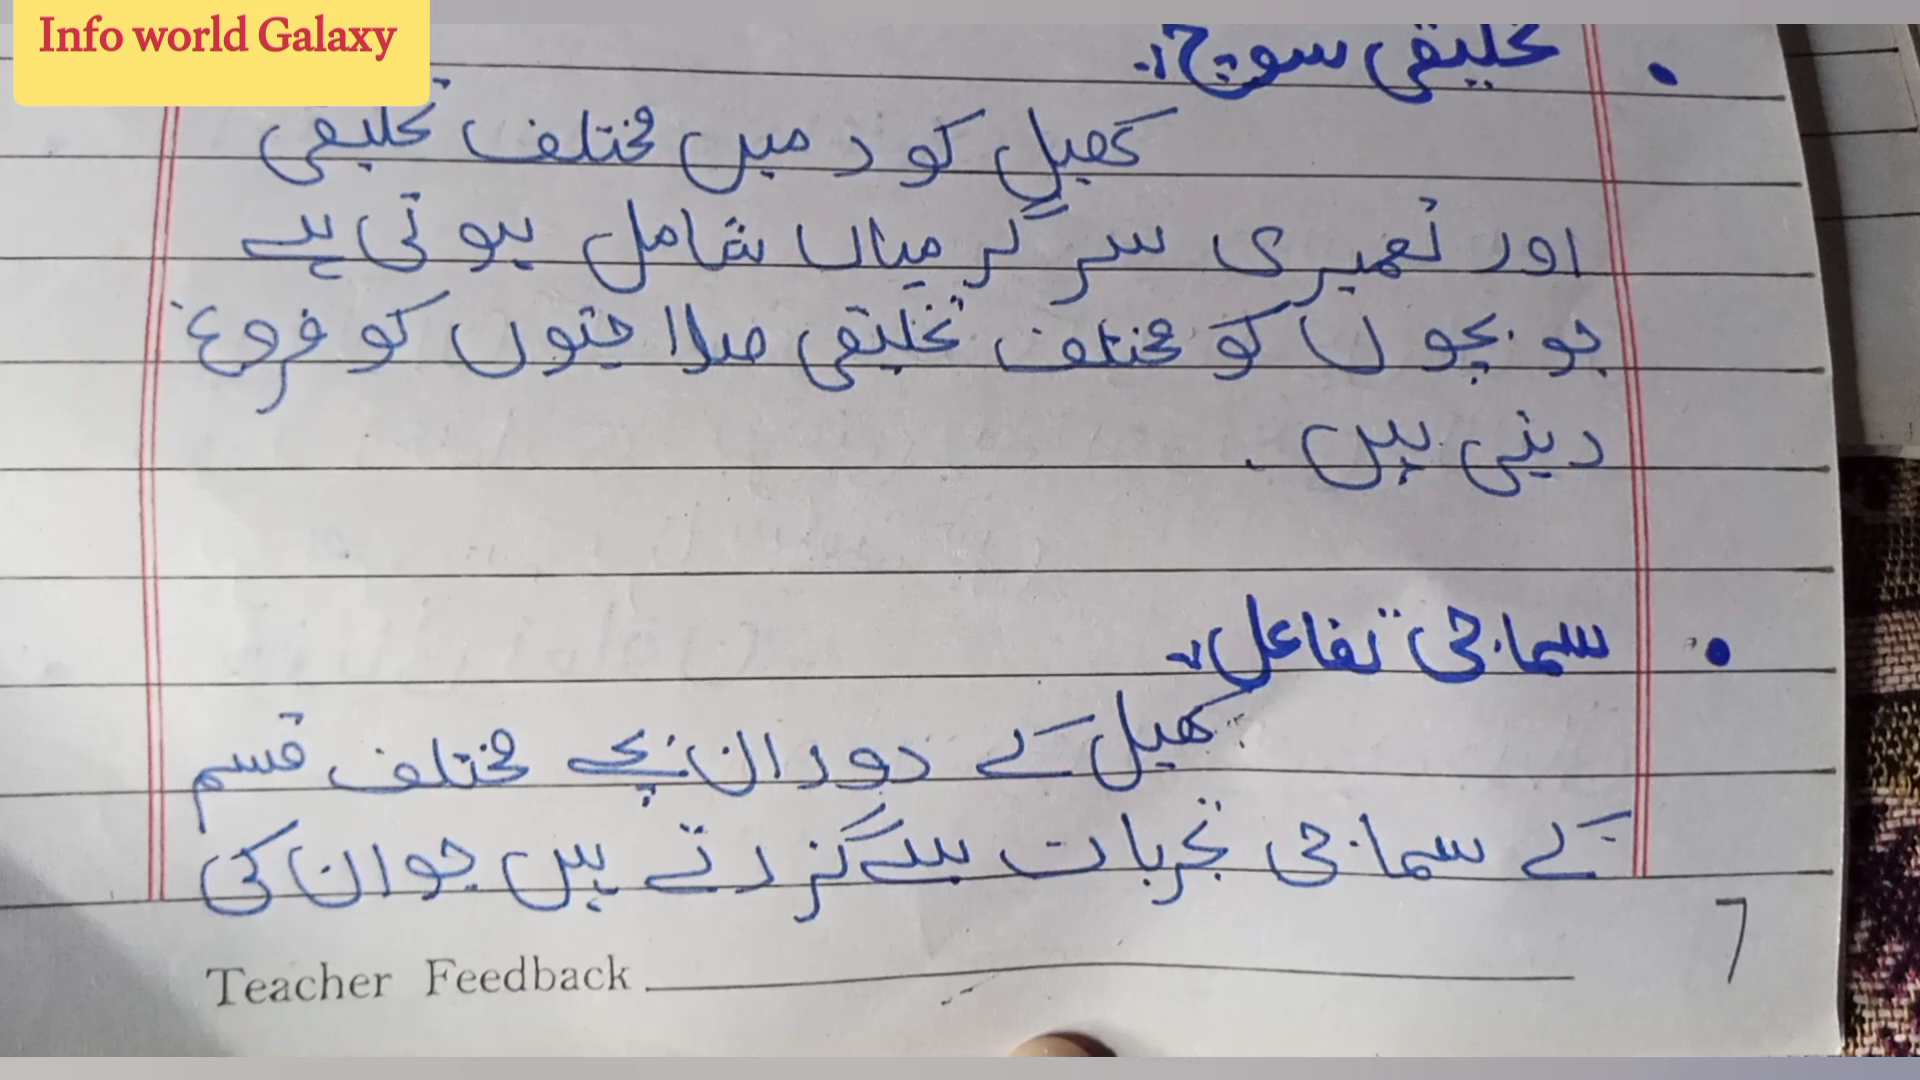 Info world Galaxy
تخلیقی سوچ:
کھیل کود میں مختلف تخلیقی
اور تعمیری سرگرمیاں شامل ہوتی ہے
جو بچوں کو مختلف تخلیقی صلاحیتوں کو فروغ
دیتی ہیں.
سماجی تفاعل:
کھیل کے دوران بچے مختلف قسم
کے سماجی تجربات سے گزرتے ہیں جوان کی
Teacher Feedback
7